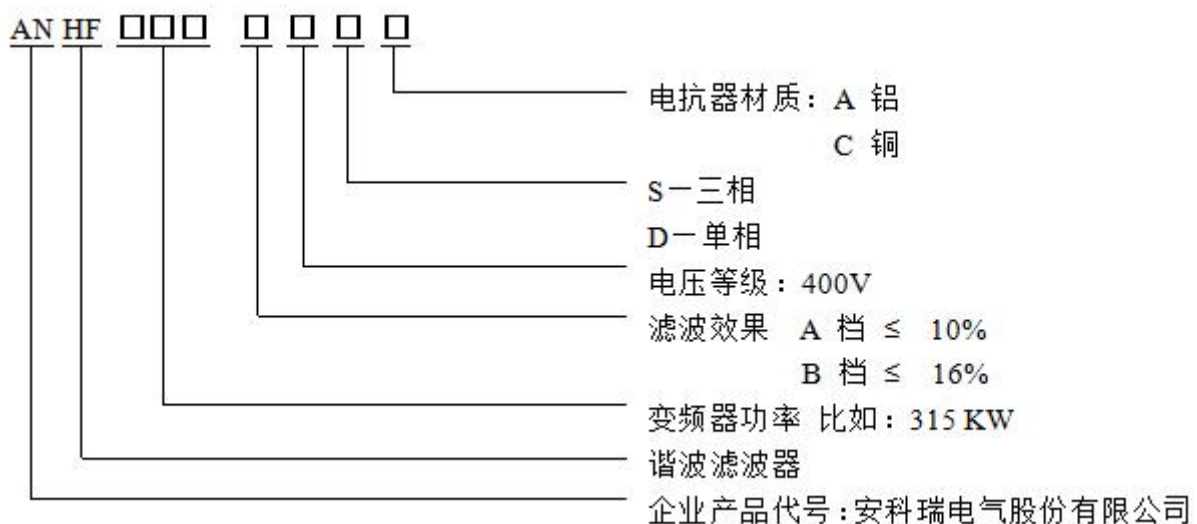 AN HF □□□ □ □ □ □
电抗器材质：A 铝
C 铜
S－三相
D－单相
电压等级：400V
滤波效果 A 档 ≤ 10%
B 档 ≤ 16%
变频器功率 比如：315 KW
谐波滤波器
企业产品代号：安科瑞电气股份有限公司